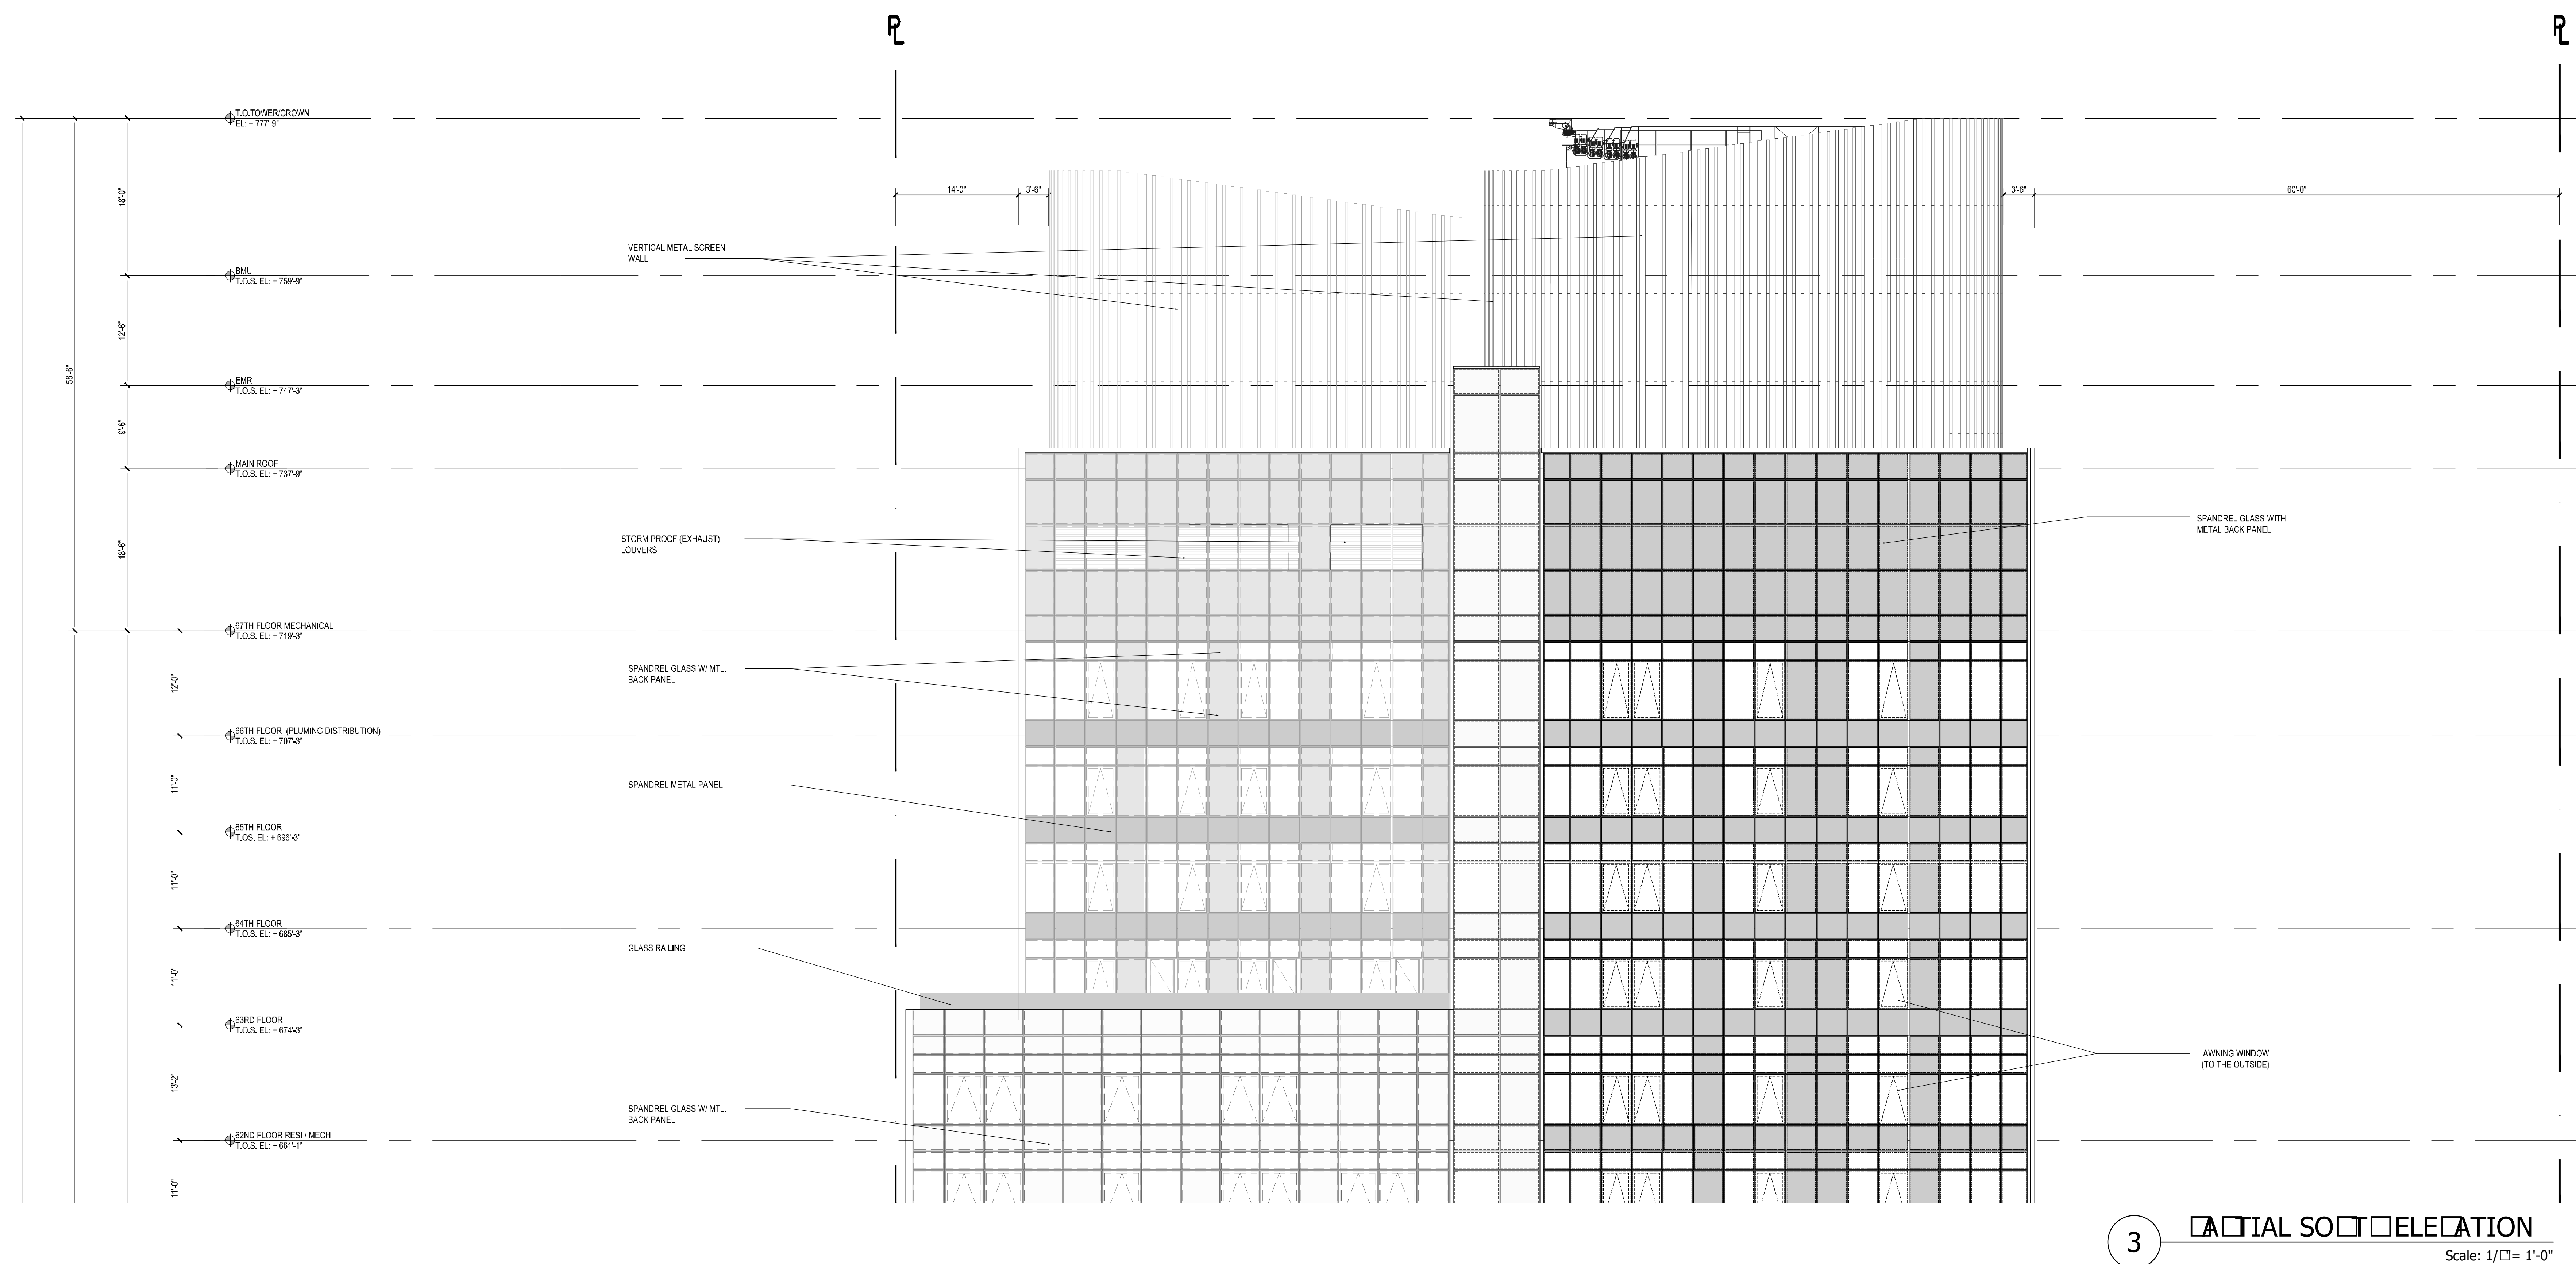 PL
PL
T.O.TOWER/CROWN
EL: + 777'-9"
18'-0"
14'-0"
3'-6"
3'-6"
60'-0"
VERTICAL METAL SCREEN
WALL
BMU
T.O.S. EL: + 759'-9"
12'-6"
58'-6"
EMR
T.O.S. EL: + 747'-3"
9'-6"
MAIN ROOF
T.O.S. EL: + 737'-9"
18'-6"
STORM PROOF (EXHAUST)
LOUVERS
SPANDREL GLASS WITH
METAL BACK PANEL
67TH FLOOR MECHANICAL
T.O.S. EL: + 719'-3"
12'-0"
SPANDREL GLASS W/ MTL.
BACK PANEL
66TH FLOOR (PLUMING DISTRIBUTION)
T.O.S. EL: + 707'-3"
11'-0"
SPANDREL METAL PANEL
65TH FLOOR
T.OS. EL: + 696'-3"
11'-0"
64TH FLOOR
T.O.S. EL: + 685'-3"
GLASS RAILING
11'-0"
63RD FLOOR
T.O.S. EL: + 674'-3"
AWNING WINDOW
(TO THE OUTSIDE)
13'-2"
SPANDREL GLASS W/ MTL.
BACK PANEL
62ND FLOOR RESI / MECH
T.O.S. EL: + 661'-1"
11'-0"
3
□A□TIAL SO□T□ELE□ATION
Scale: 1/□= 1'-0"